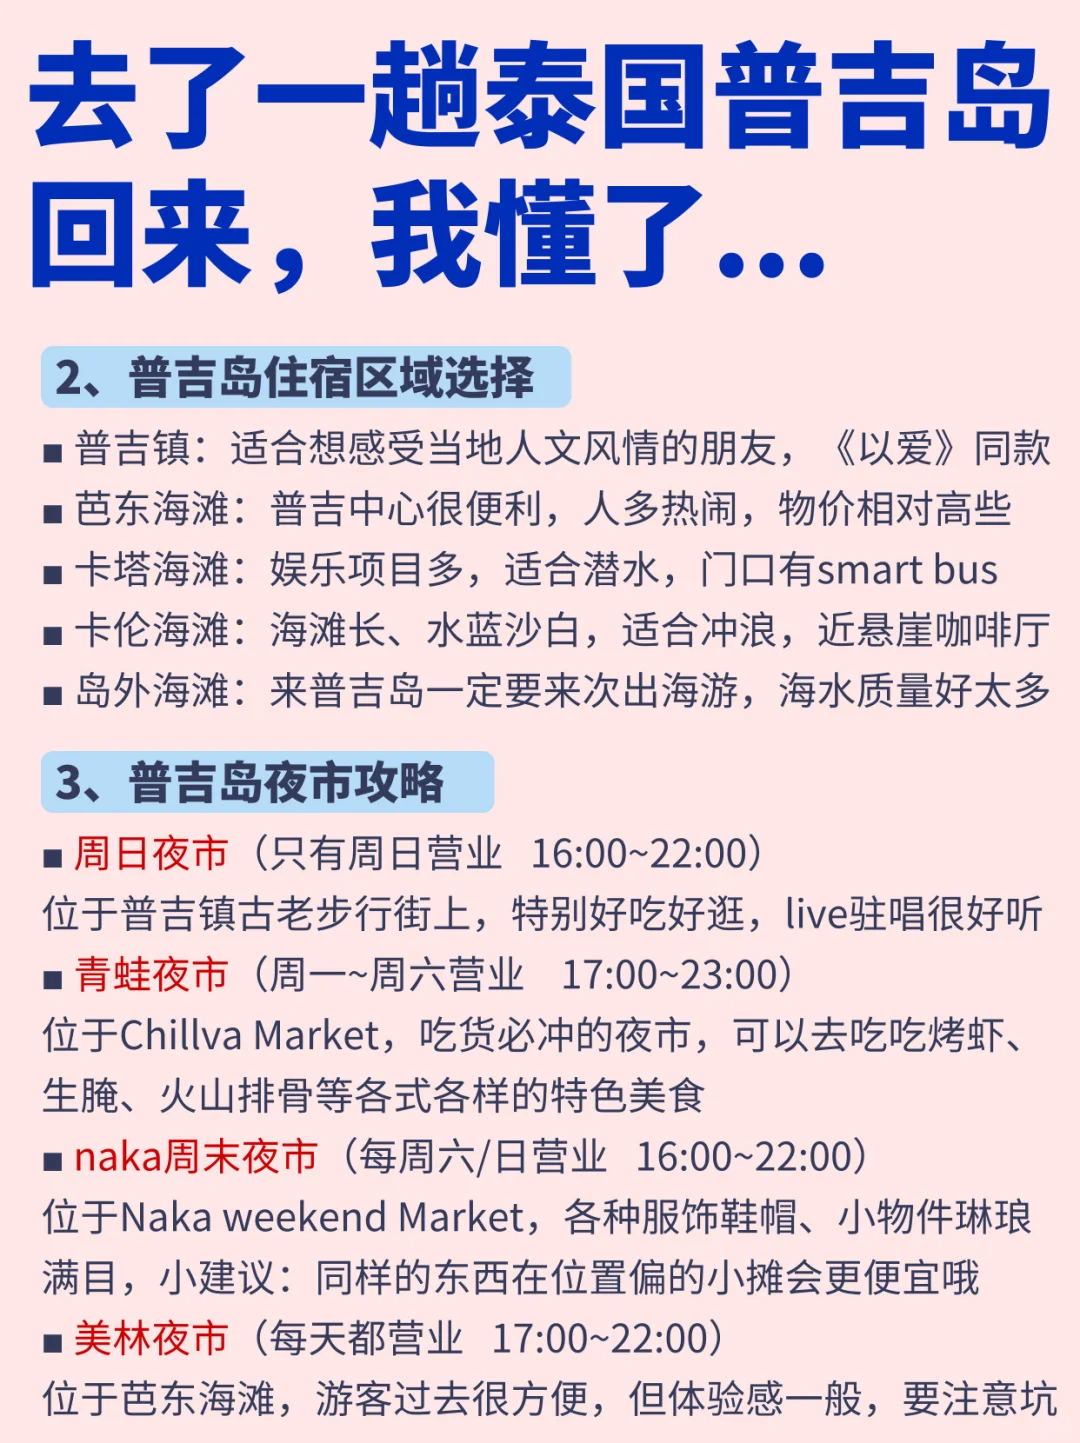 去了一趟泰国普吉岛
回来，我懂了...
2、普吉岛住宿区域选择
■ 普吉镇：适合想感受当地人文风情的朋友，《以爱》同款
■ 芭东海滩：普吉中心很便利，人多热闹，物价相对高些
■ 卡塔海滩：娱乐项目多，适合潜水，门口有smart bus
■ 卡伦海滩：海滩长、水蓝沙白，适合冲浪，近悬崖咖啡厅
■ 岛外海滩：来普吉岛一定要来次出海游，海水质量好太多
3、普吉岛夜市攻略
■ 周日夜市（只有周日营业 16:00~22:00）
位于普吉镇古老步行街上，特别好吃好逛，live驻唱很好听
■ 青蛙夜市（周一~周六营业 17:00~23:00）
位于Chillva Market，吃货必冲的夜市，可以去吃吃烤虾、
生腌、火山排骨等各式各样的特色美食
■ naka周末夜市（每周六/日营业 16:00~22:00）
位于Naka weekend Market，各种服饰鞋帽、小物件琳琅
满目，小建议：同样的东西在位置偏的小摊会更便宜哦
■ 美林夜市（每天都营业 17:00~22:00）
位于芭东海滩，游客过去很方便，但体验感一般，要注意坑